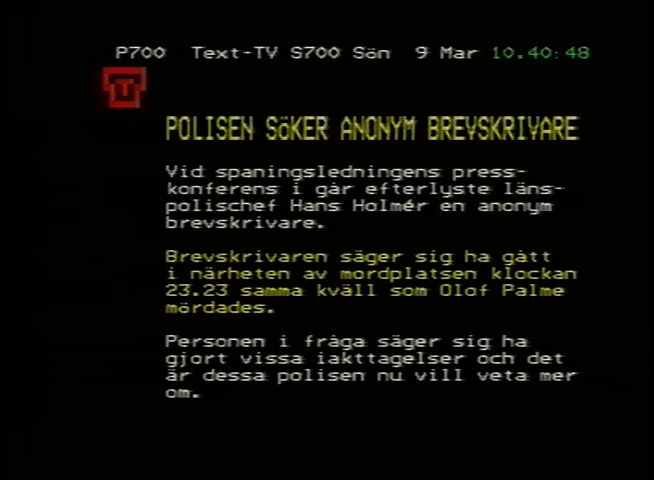 P700 Text-TV S700 Sön 9 Mar 10.40:48
T
POLISEN SÖKER ANONYM BREVSKRIVARE
Vid spaningsledningens press-
konferens i går efterlyste läns-
polischef Hans Holmér en anonym
brevskrivare.
Brevskrivaren säger sig ha gått
i närheten av mordplatsen klockan
23.23 samma kväll som Olof Palme
mördades.
Personen i fråga säger sig ha
gjort vissa iakttagelser och det
är dessa polisen nu vill veta mer
om.